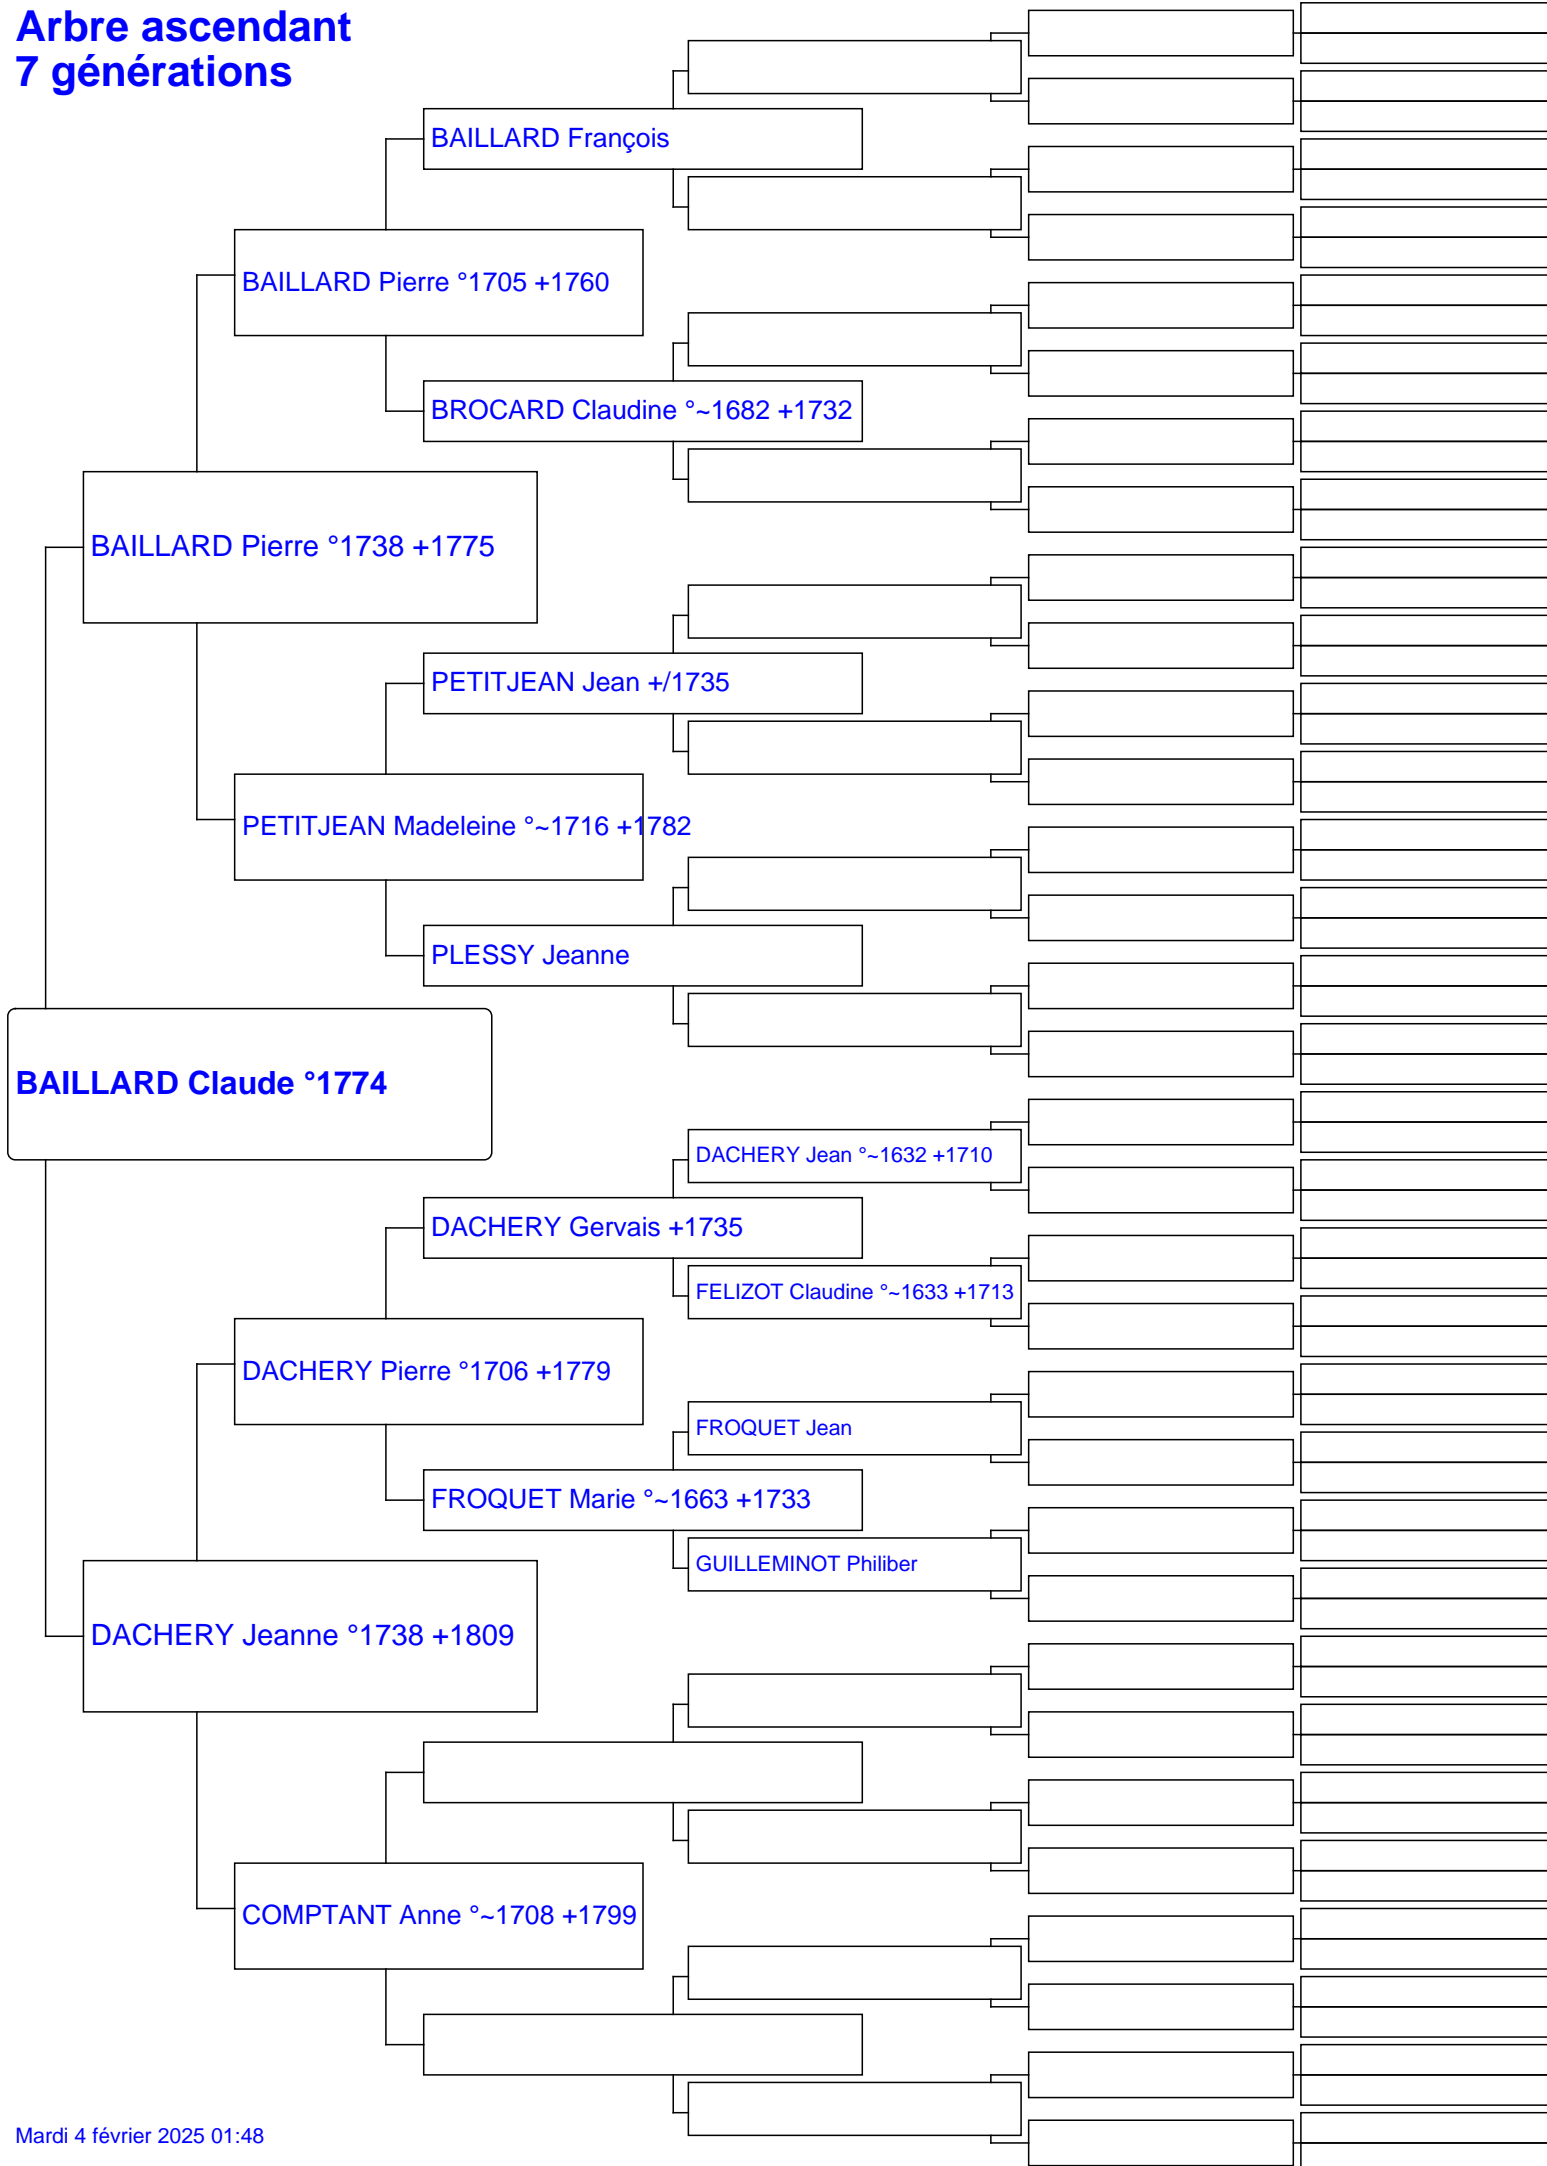 Arbre ascendant
7 générations
BAILLARD François
BAILLARD Pierre °1705 +1760
BROCARD Claudine °~1682 +1732
BAILLARD Pierre °1738 +1775
PETITJEAN Jean +/1735
PETITJEAN Madeleine °~1716 +1782
PLESSY Jeanne
BAILLARD Claude °1774
DACHERY Jean °~1632 +1710
DACHERY Gervais +1735
FELIZOT Claudine °~1633 +1713
DACHERY Pierre °1706 +1779
FROQUET Jean
FROQUET Marie °~1663 +1733
GUILLEMINOT Philiber
DACHERY Jeanne °1738 +1809
COMPTANT Anne °~1708 +1799
Mardi 4 février 2025 01:48